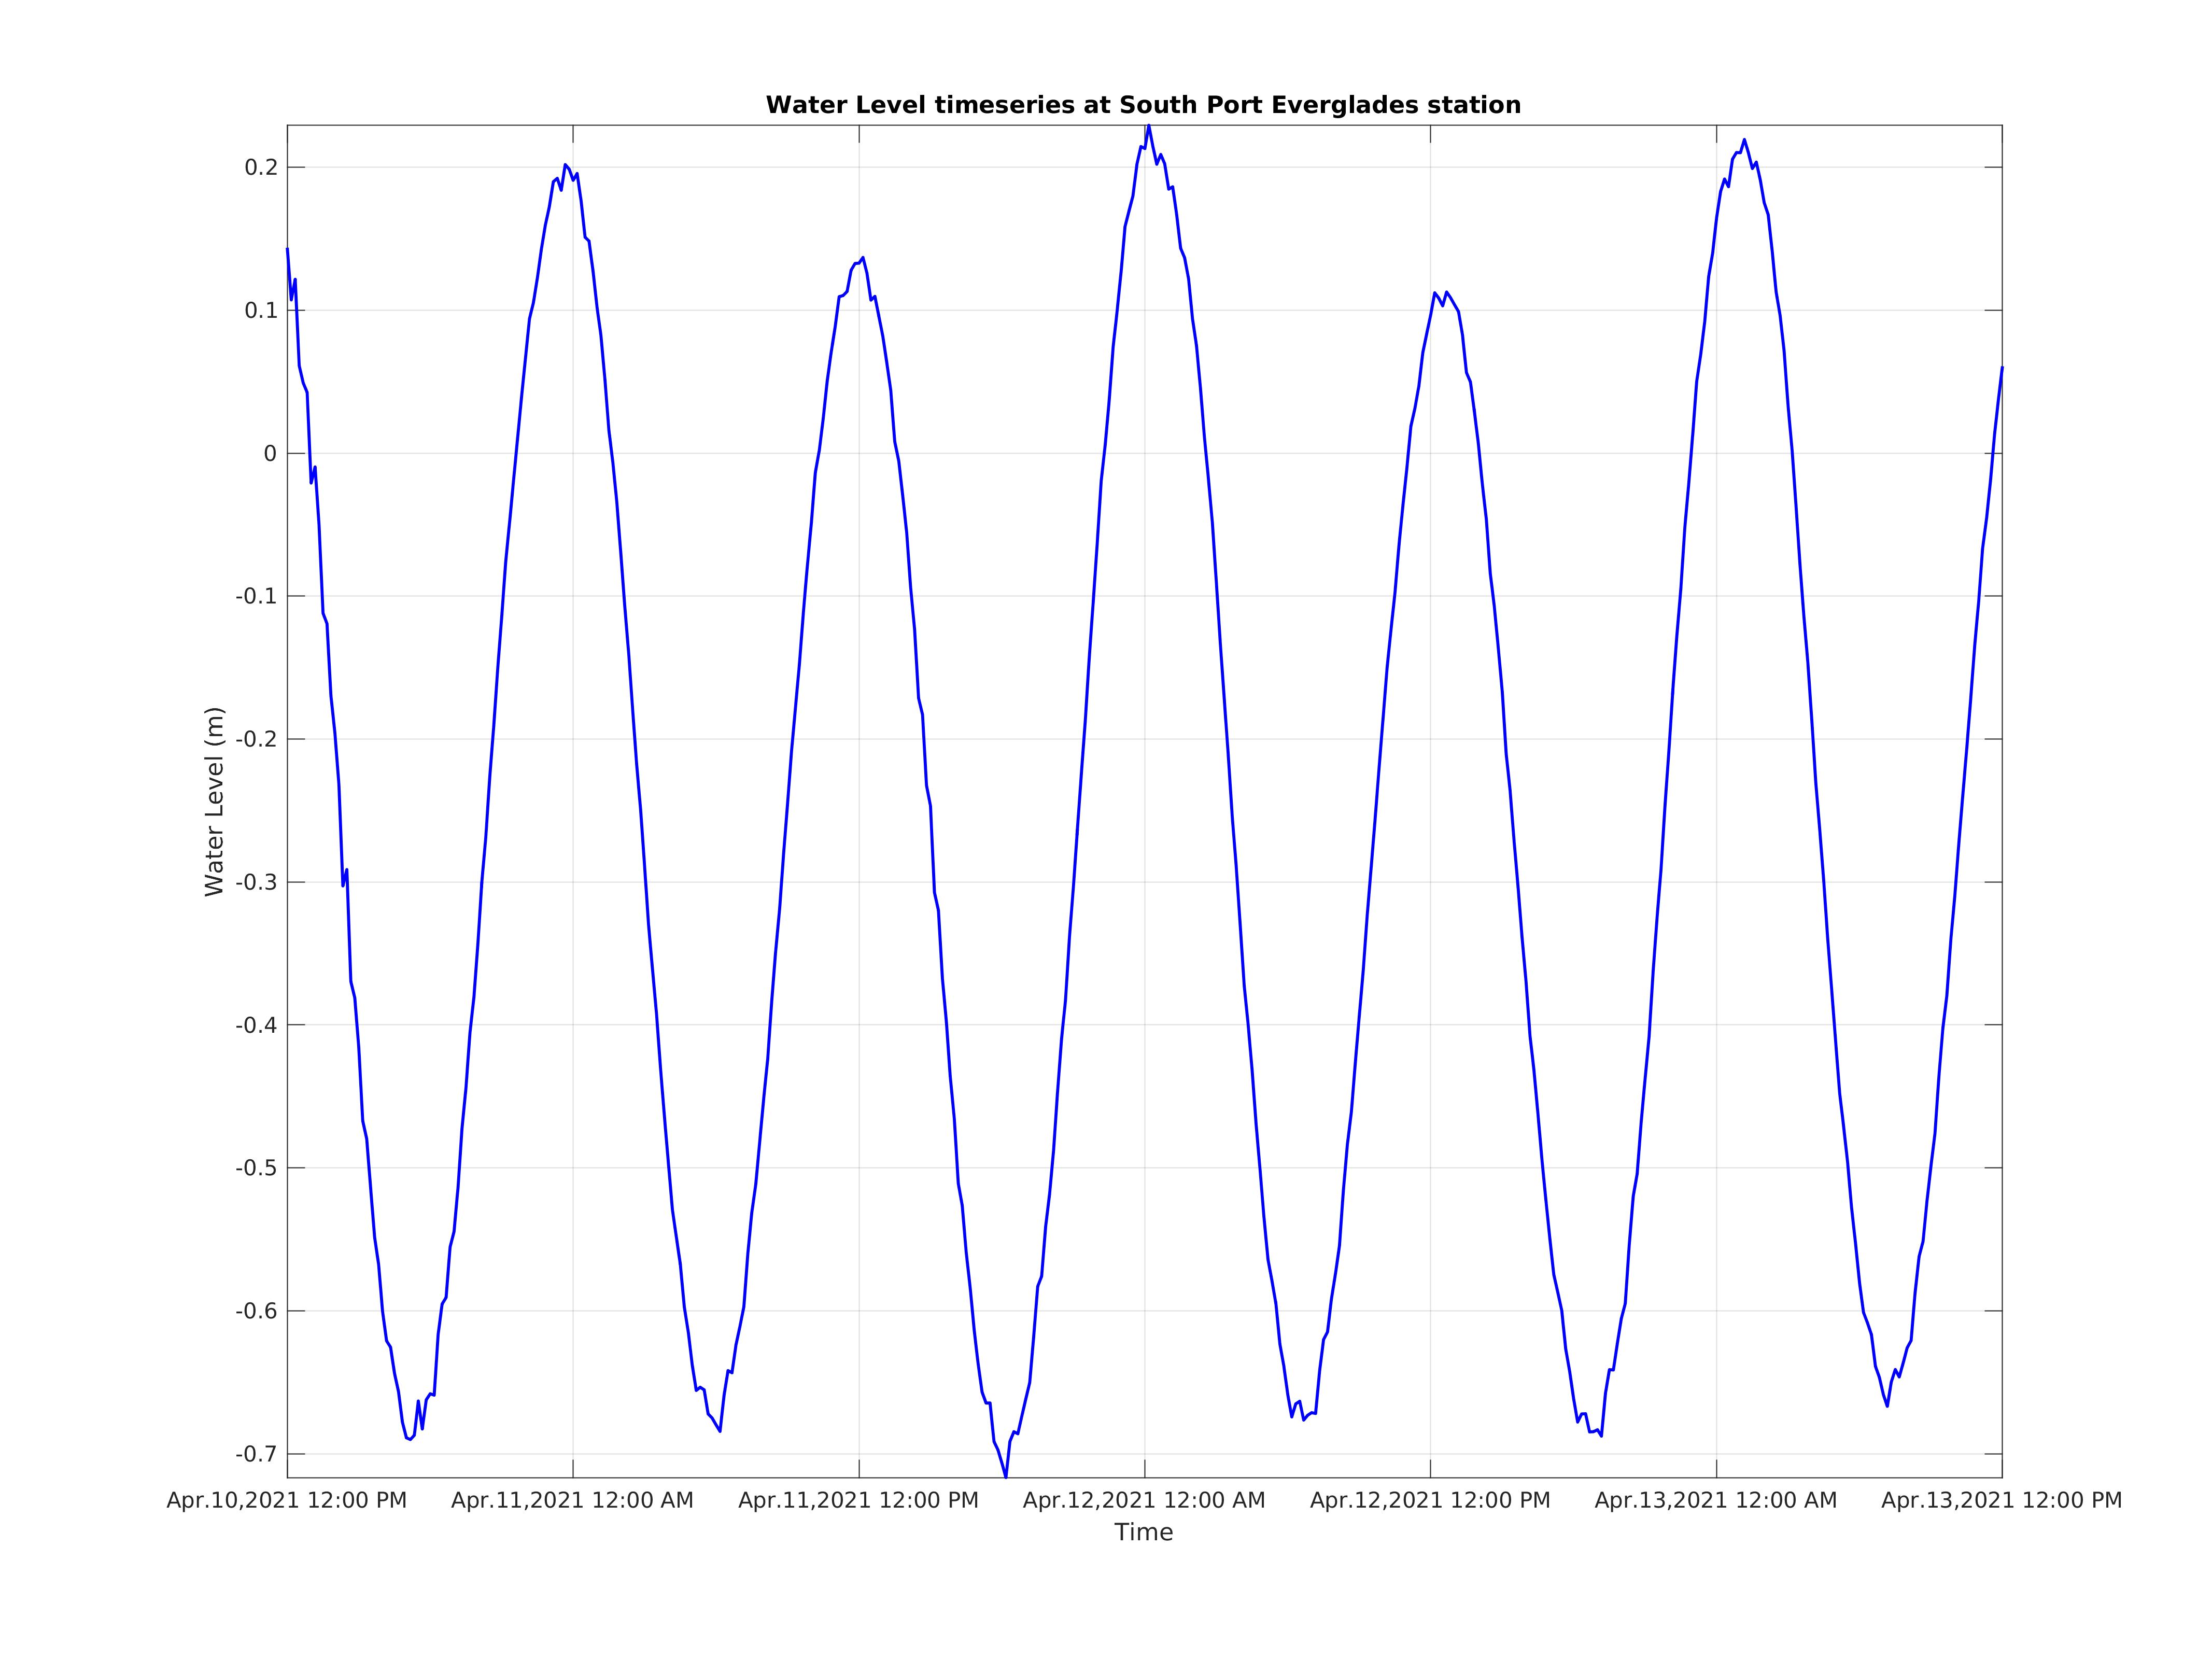 Water Level timeseries at South Port Everglades station
0.2
0.1
0
-0.1
-0.2
-0.3
-0.4
-0.5
-0.6
-0.7
Water Level (m)
Apr.10,2021 12:00 PM Apr.11,2021 12:00 AM Apr.11,2021 12:00 PM Apr.12,2021 12:00 AM Apr.12,2021 12:00 PM Apr.13,2021 12:00 AM Apr.13,2021 12:00 PM
Time